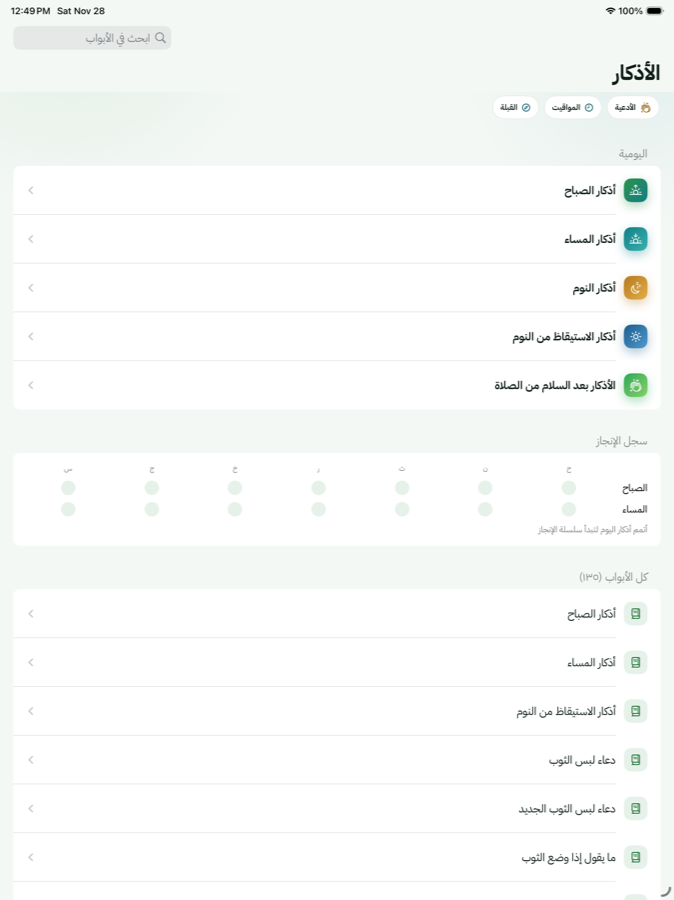 12:49 PM Sat Nov 28
100%
ابحث في الأبواب
الأذكار
الأدعية
المواقيت
القبلة
اليومية
أذكار الصباح
أذكار المساء
أذكار النوم
أذكار الاستيقاظ من النوم
الأذكار بعد السلام من الصلاة
سجل الإنجاز
ح ن ث ر خ ج س
الصباح
المساء
أتمم أذكار اليوم لتبدأ سلسلة الإنجاز
كل الأبواب (١٣٥)
أذكار الصباح
أذكار المساء
أذكار الاستيقاظ من النوم
دعاء لبس الثوب
دعاء لبس الثوب الجديد
ما يقول إذا وضع الثوب